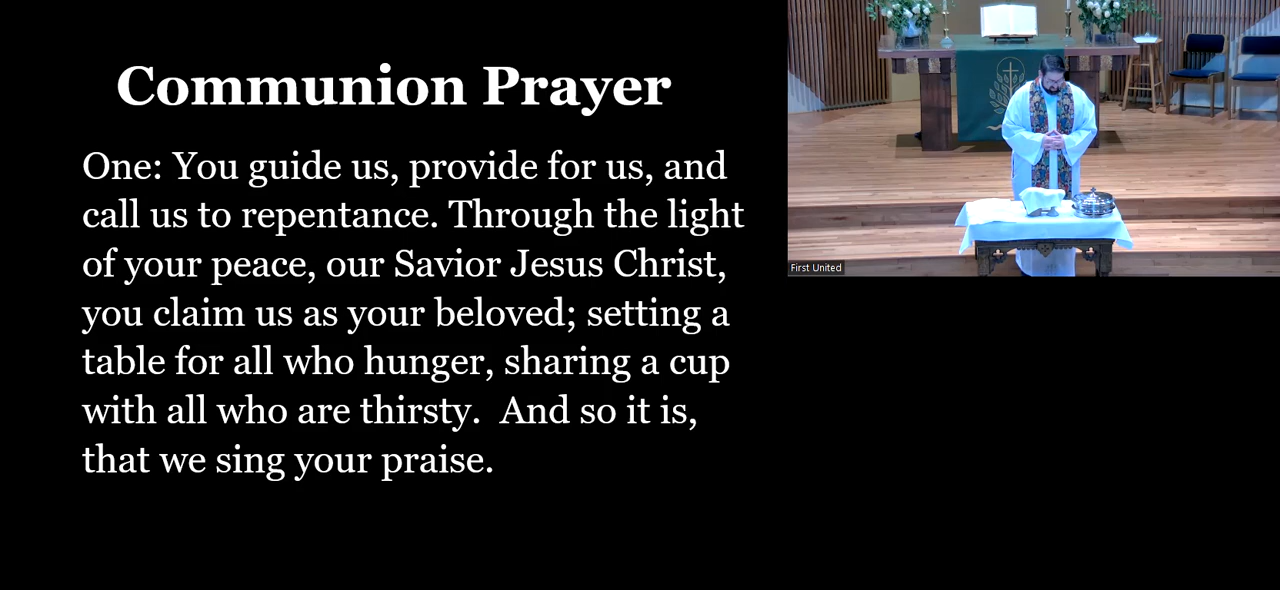 Communion Prayer
One: You guide us, provide for us, and
call us to repentance. Through the light
of your peace, our Savior Jesus Christ,
you claim us as your beloved; setting a
table for all who hunger, sharing a cup
with all who are thirsty.  And so it is,
that we sing your praise.
First United